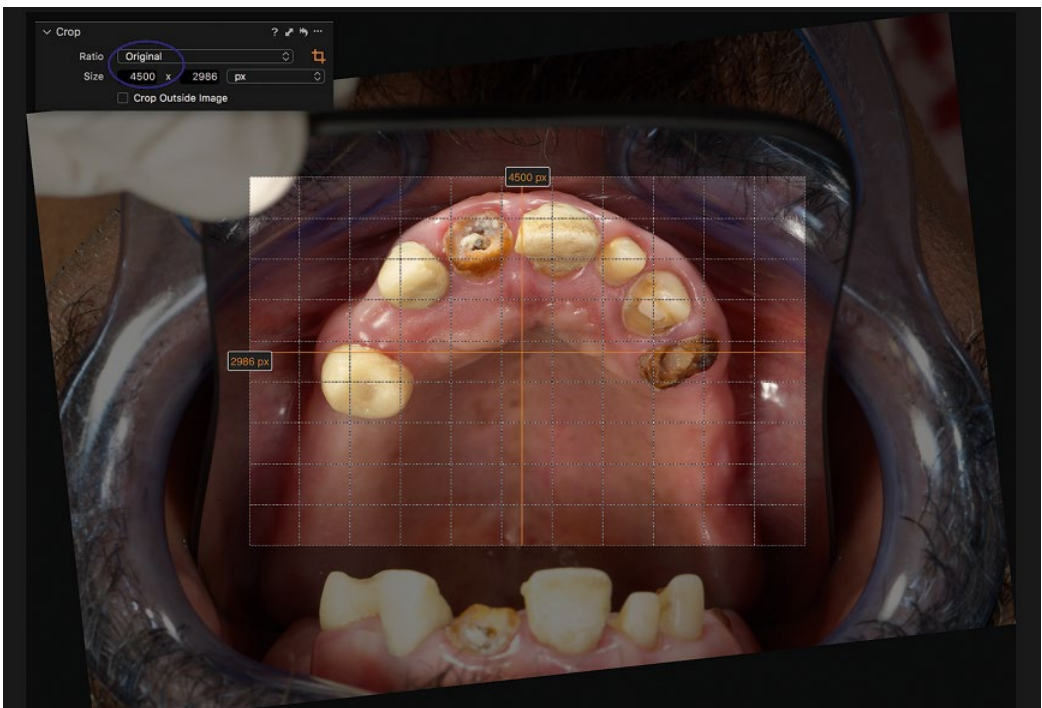 Crop ? ...
Ratio Original
Size 4500 x 2986 px
Crop Outside Image
4500 px
2986 px